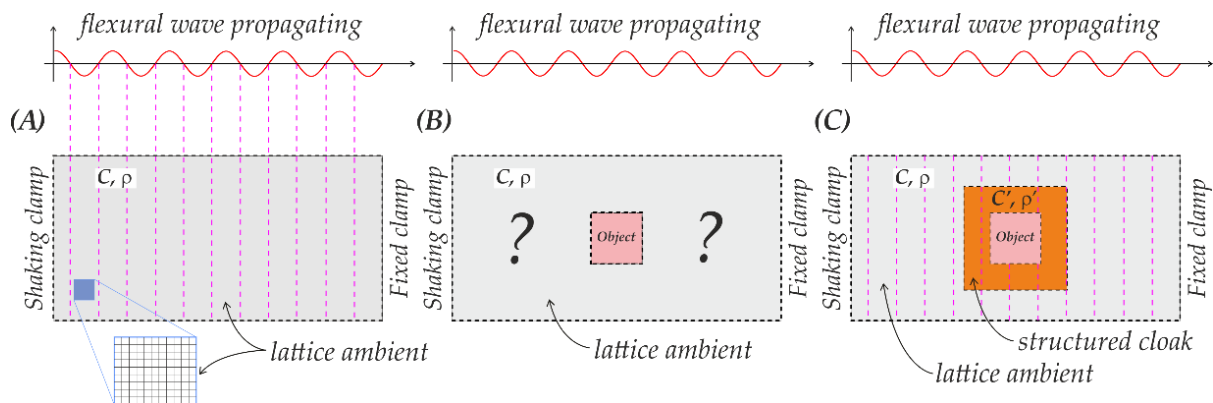 flexural wave propagating
(A)
C, ρ
Shaking clamp
Fixed clamp
lattice ambient
flexural wave propagating
(B)
C, ρ
Shaking clamp
?
Object
?
Fixed clamp
lattice ambient
flexural wave propagating
(C)
C, ρ
C', ρ'
Shaking clamp
Object
Fixed clamp
structured cloak
lattice ambient